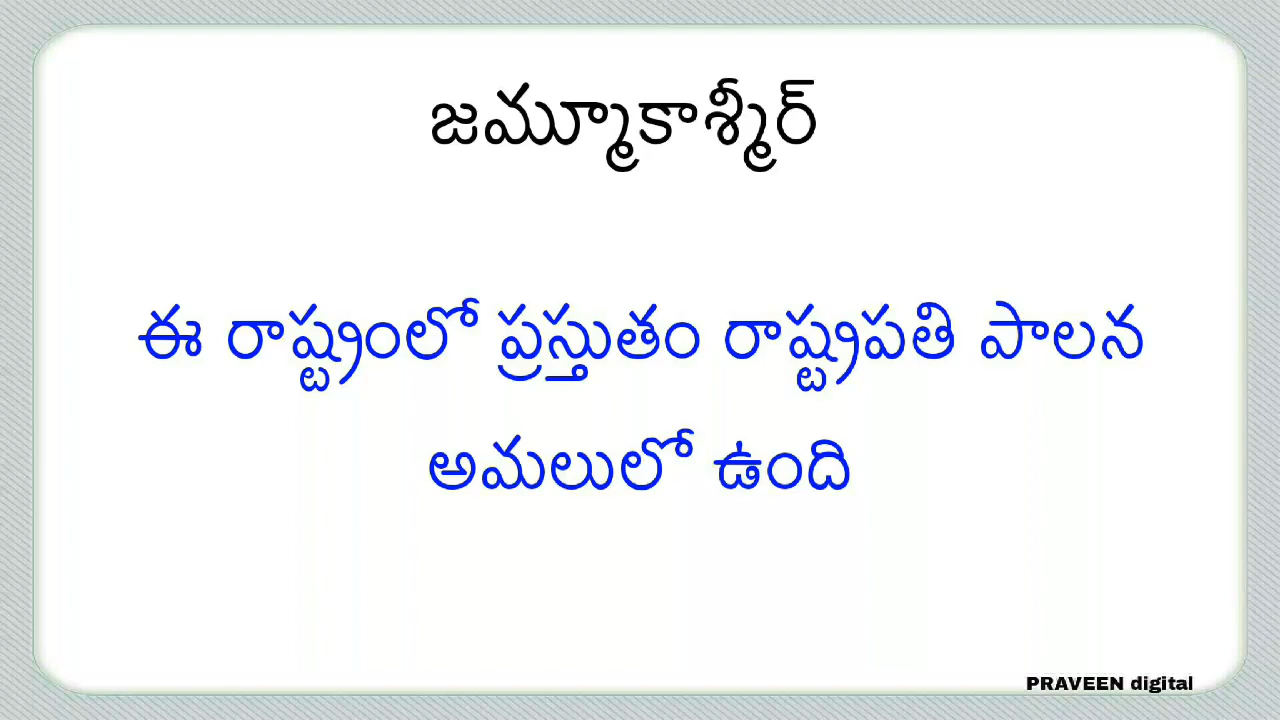 జమ్మూకాశ్మీర్
ఈ రాష్ట్రంలో ప్రస్తుతం రాష్ట్రపతి పాలన
అమలులో ఉంది
PRAVEEN digital